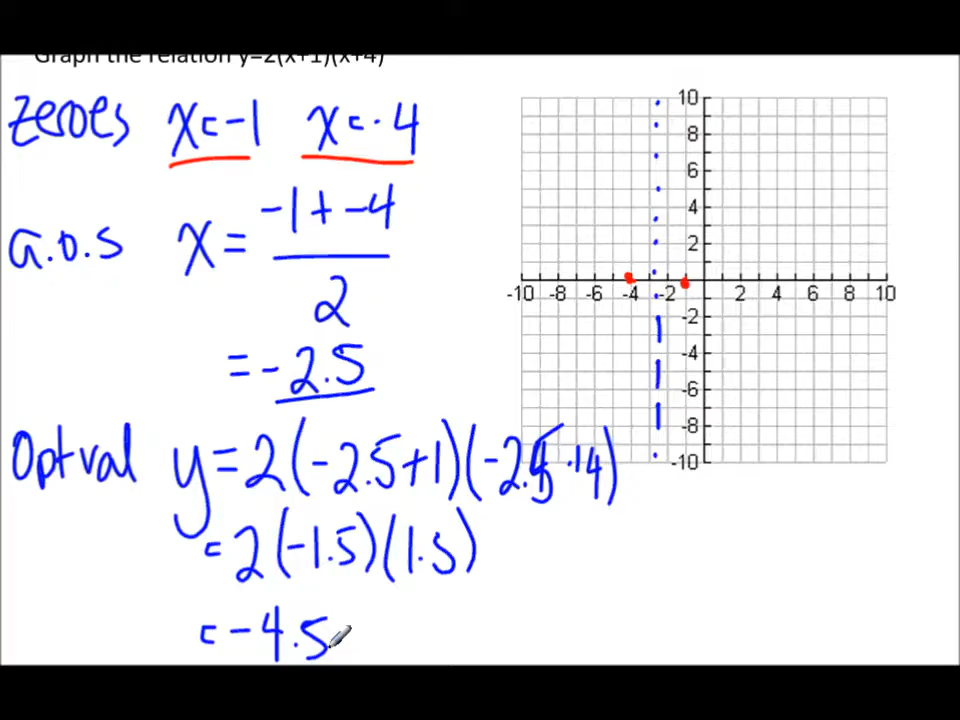 Graph the relation y=2(x+1)(x+4)
Zeroes x=-1 x=-4
a.o.s x = -1 + -4
2
= -2.5
Opt val y = 2(-2.5+1)(-2.5+4)
= 2(-1.5)(1.5)
= -4.5
10
8
6
4
2
-10 -8 -6 -4 -2 2 4 6 8 10
-2
-4
-6
-8
-10